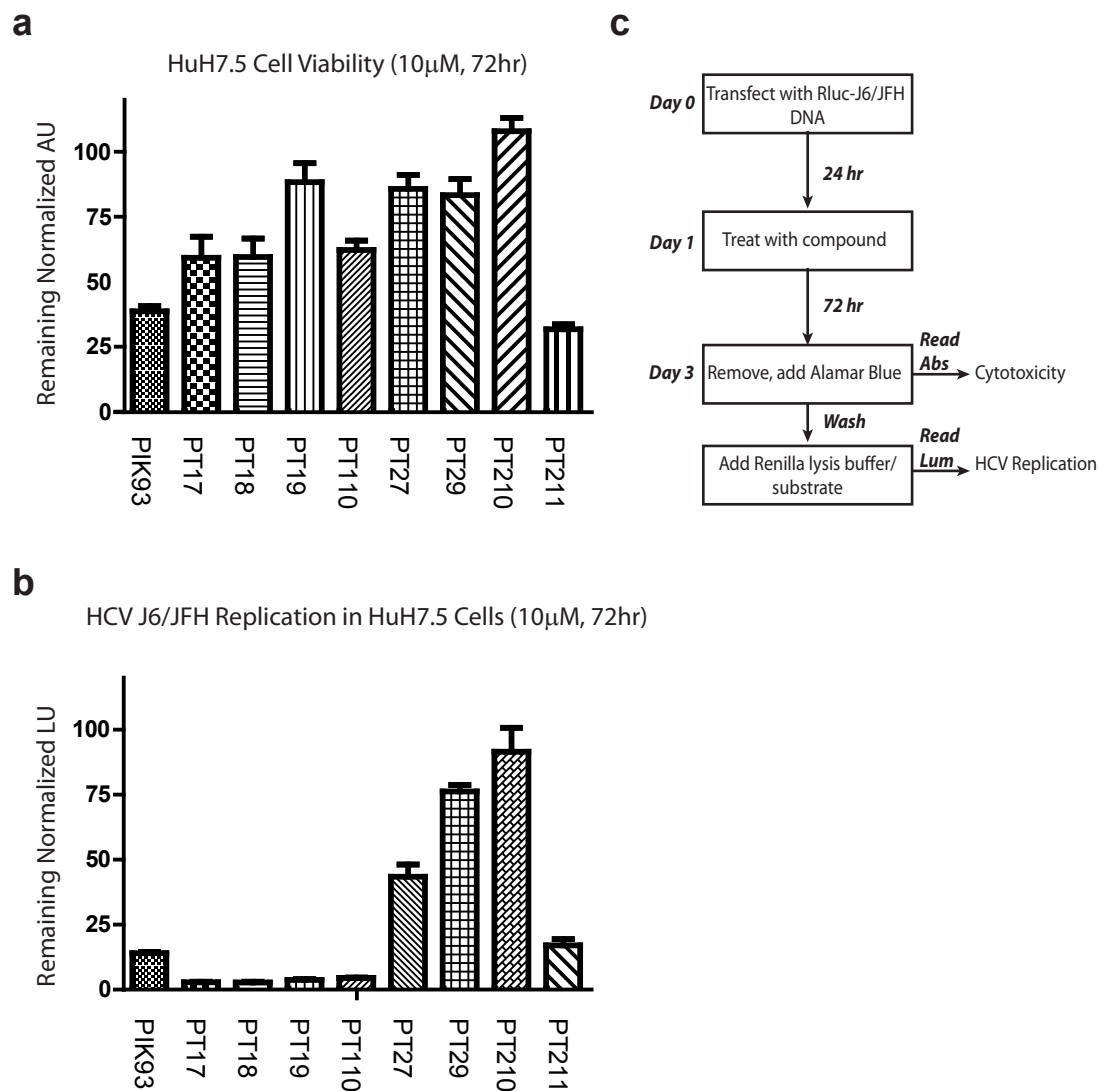 a
HuH7.5 Cell Viability (10μM, 72hr)
Remaining Normalized AU
100
75
50
25
0
PIK93
PT17
PT18
PT19
PT110
PT27
PT29
PT210
PT211
b
HCV J6/JFH Replication in HuH7.5 Cells (10μM, 72hr)
Remaining Normalized LU
100
75
50
25
0
PIK93
PT17
PT18
PT19
PT110
PT27
PT29
PT210
PT211
c
Day 0
Transfect with Rluc-J6/JFH
DNA
24 hr
Day 1
Treat with compound
72 hr
Day 3
Remove, add Alamar Blue
Read
Abs
Cytotoxicity
Wash
Add Renilla lysis buffer/
substrate
Read
Lum
HCV Replication